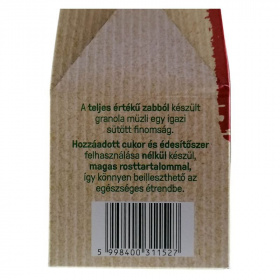 A teljes értékű zabból készült
granola müzli egy igazi
sütött finomság.
Hozzáadott cukor és édesítőszer
felhasználása nélkül készül,
magas rosttartalommal,
így könnyen beilleszthető az
egészséges étrendbe.
5 998400 311527